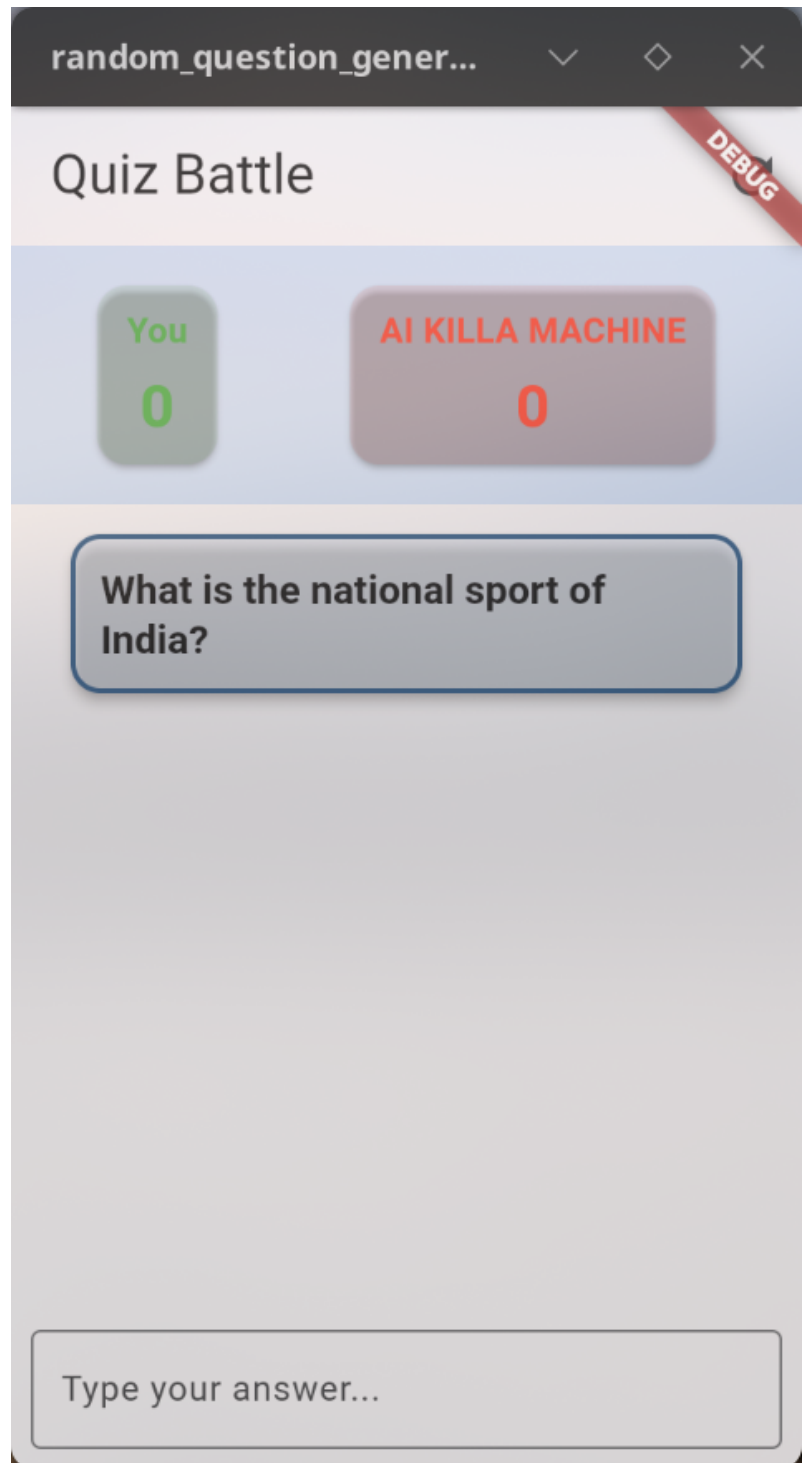 random_question_gener...
DEBUG
Quiz Battle
You
0
AI KILLA MACHINE
0
What is the national sport of
India?
Type your answer...